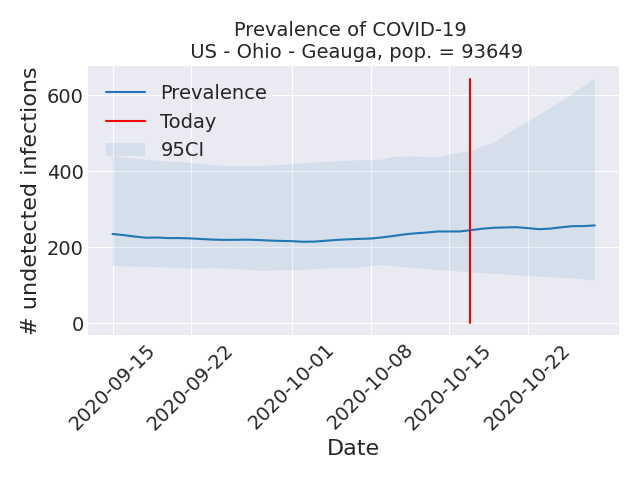 Prevalence of COVID-19
US - Ohio - Geauga, pop. = 93649
# undetected infections
600
400
200
0
Prevalence
Today
95CI
2020-09-15
2020-09-22
2020-10-01
2020-10-08
2020-10-15
2020-10-22
Date